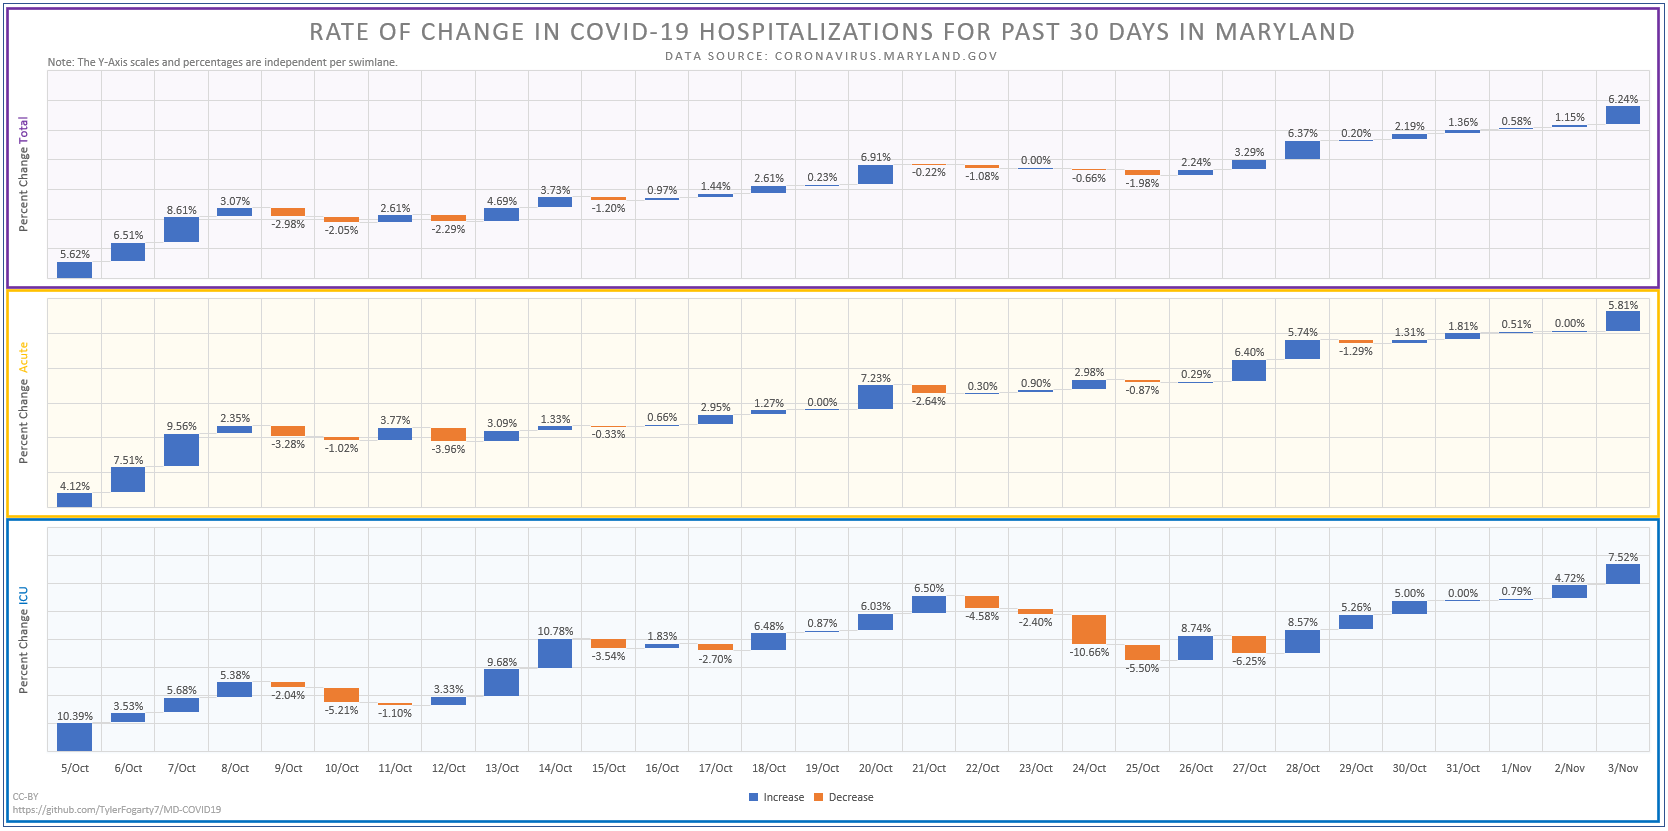 RATE OF CHANGE IN COVID-19 HOSPITALIZATIONS FOR PAST 30 DAYS IN MARYLAND
DATA SOURCE: CORONAVIRUS.MARYLAND.GOV
Note: The Y-Axis scales and percentages are independent per swimlane.
Percent Change Total
5.62% 6.51% 8.61% 3.07% -2.98% -2.05% 2.61% -2.29% 4.69% 3.73% -1.20% 0.97% 1.44% 2.61% 0.23% 6.91% -0.22% -1.08% 0.00% -0.66% -1.98% 2.24% 3.29% 6.37% 0.20% 2.19% 1.36% 0.58% 1.15% 6.24%
Percent Change Acute
4.12% 7.51% 9.56% 2.35% -3.28% -1.02% 3.77% -3.96% 3.09% 1.33% -0.33% 0.66% 2.95% 1.27% 0.00% 7.23% -2.64% 0.30% 0.90% 2.98% -0.87% 0.29% 6.40% 5.74% -1.29% 1.31% 1.81% 0.51% 0.00% 5.81%
Percent Change ICU
10.39% 3.53% 5.68% 5.38% -2.04% -5.21% -1.10% 3.33% 9.68% 10.78% -3.54% 1.83% -2.70% 6.48% 0.87% 6.03% 6.50% -4.58% -2.40% -10.66% -5.50% 8.74% -6.25% 8.57% 5.26% 5.00% 0.00% 0.79% 4.72% 7.52%
5/Oct 6/Oct 7/Oct 8/Oct 9/Oct 10/Oct 11/Oct 12/Oct 13/Oct 14/Oct 15/Oct 16/Oct 17/Oct 18/Oct 19/Oct 20/Oct 21/Oct 22/Oct 23/Oct 24/Oct 25/Oct 26/Oct 27/Oct 28/Oct 29/Oct 30/Oct 31/Oct 1/Nov 2/Nov 3/Nov
Increase Decrease
CC-BY
https://github.com/TylerFogarty7/MD-COVID19